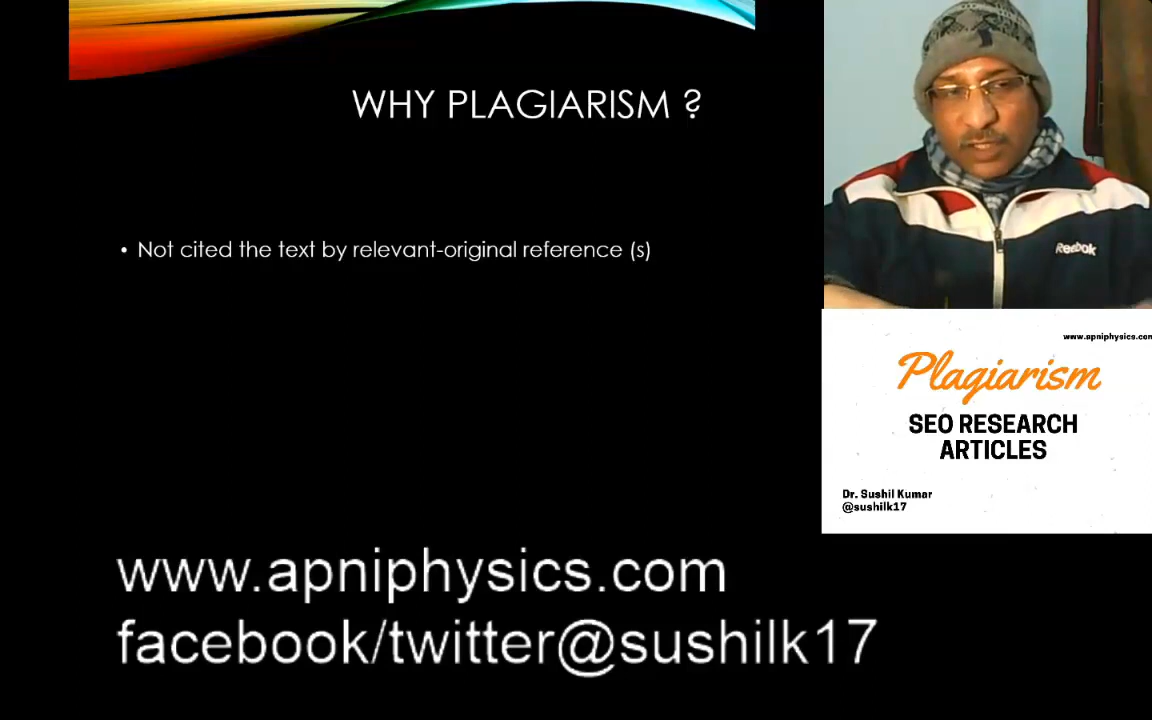 WHY PLAGIARISM ?
• Not cited the text by relevant-original reference (s)
Reebok
www.apniphysics.com
Plagiarism
SEO RESEARCH
ARTICLES
Dr. Sushil Kumar
@sushilk17
www.apniphysics.com
facebook/twitter@sushilk17